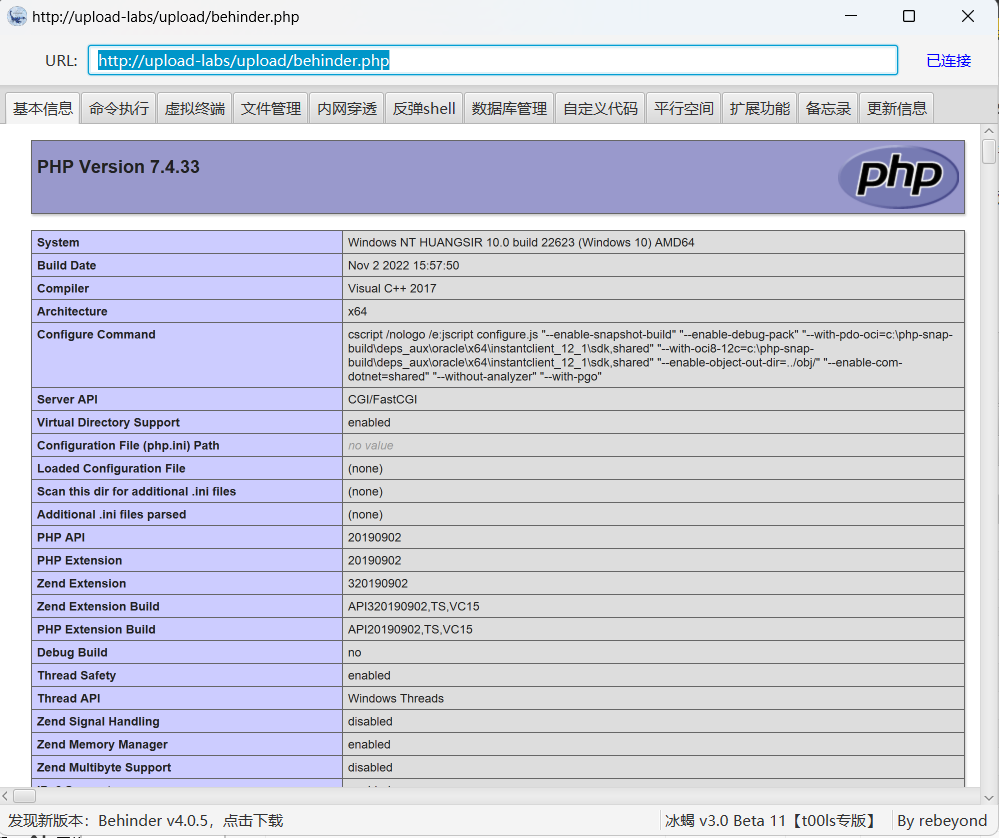 http://upload-labs/upload/behinder.php
URL: http://upload-labs/upload/behinder.php 已连接
基本信息 命令执行 虚拟终端 文件管理 内网穿透 反弹shell 数据库管理 自定义代码 平行空间 扩展功能 备忘录 更新信息
PHP Version 7.4.33 php
System Windows NT HUANGSIR 10.0 build 22623 (Windows 10) AMD64
Build Date Nov 2 2022 15:57:50
Compiler Visual C++ 2017
Architecture x64
Configure Command cscript /nologo /e:jscript configure.js "--enable-snapshot-build" "--enable-debug-pack" "--with-pdo-oci=c:\php-snap-
build\deps_aux\oracle\x64\instantclient_12_1\sdk,shared" "--with-oci8-12c=c:\php-snap-
build\deps_aux\oracle\x64\instantclient_12_1\sdk,shared" "--enable-object-out-dir=../obj/" "--enable-com-
dotnet=shared" "--without-analyzer" "--with-pgo"
Server API CGI/FastCGI
Virtual Directory Support enabled
Configuration File (php.ini) Path no value
Loaded Configuration File (none)
Scan this dir for additional .ini files (none)
Additional .ini files parsed (none)
PHP API 20190902
PHP Extension 20190902
Zend Extension 320190902
Zend Extension Build API320190902,TS,VC15
PHP Extension Build API20190902,TS,VC15
Debug Build no
Thread Safety enabled
Thread API Windows Threads
Zend Signal Handling disabled
Zend Memory Manager enabled
Zend Multibyte Support disabled
发现新版本：Behinder v4.0.5，点击下载 冰蝎 v3.0 Beta 11【t00ls专版】 By rebeyond